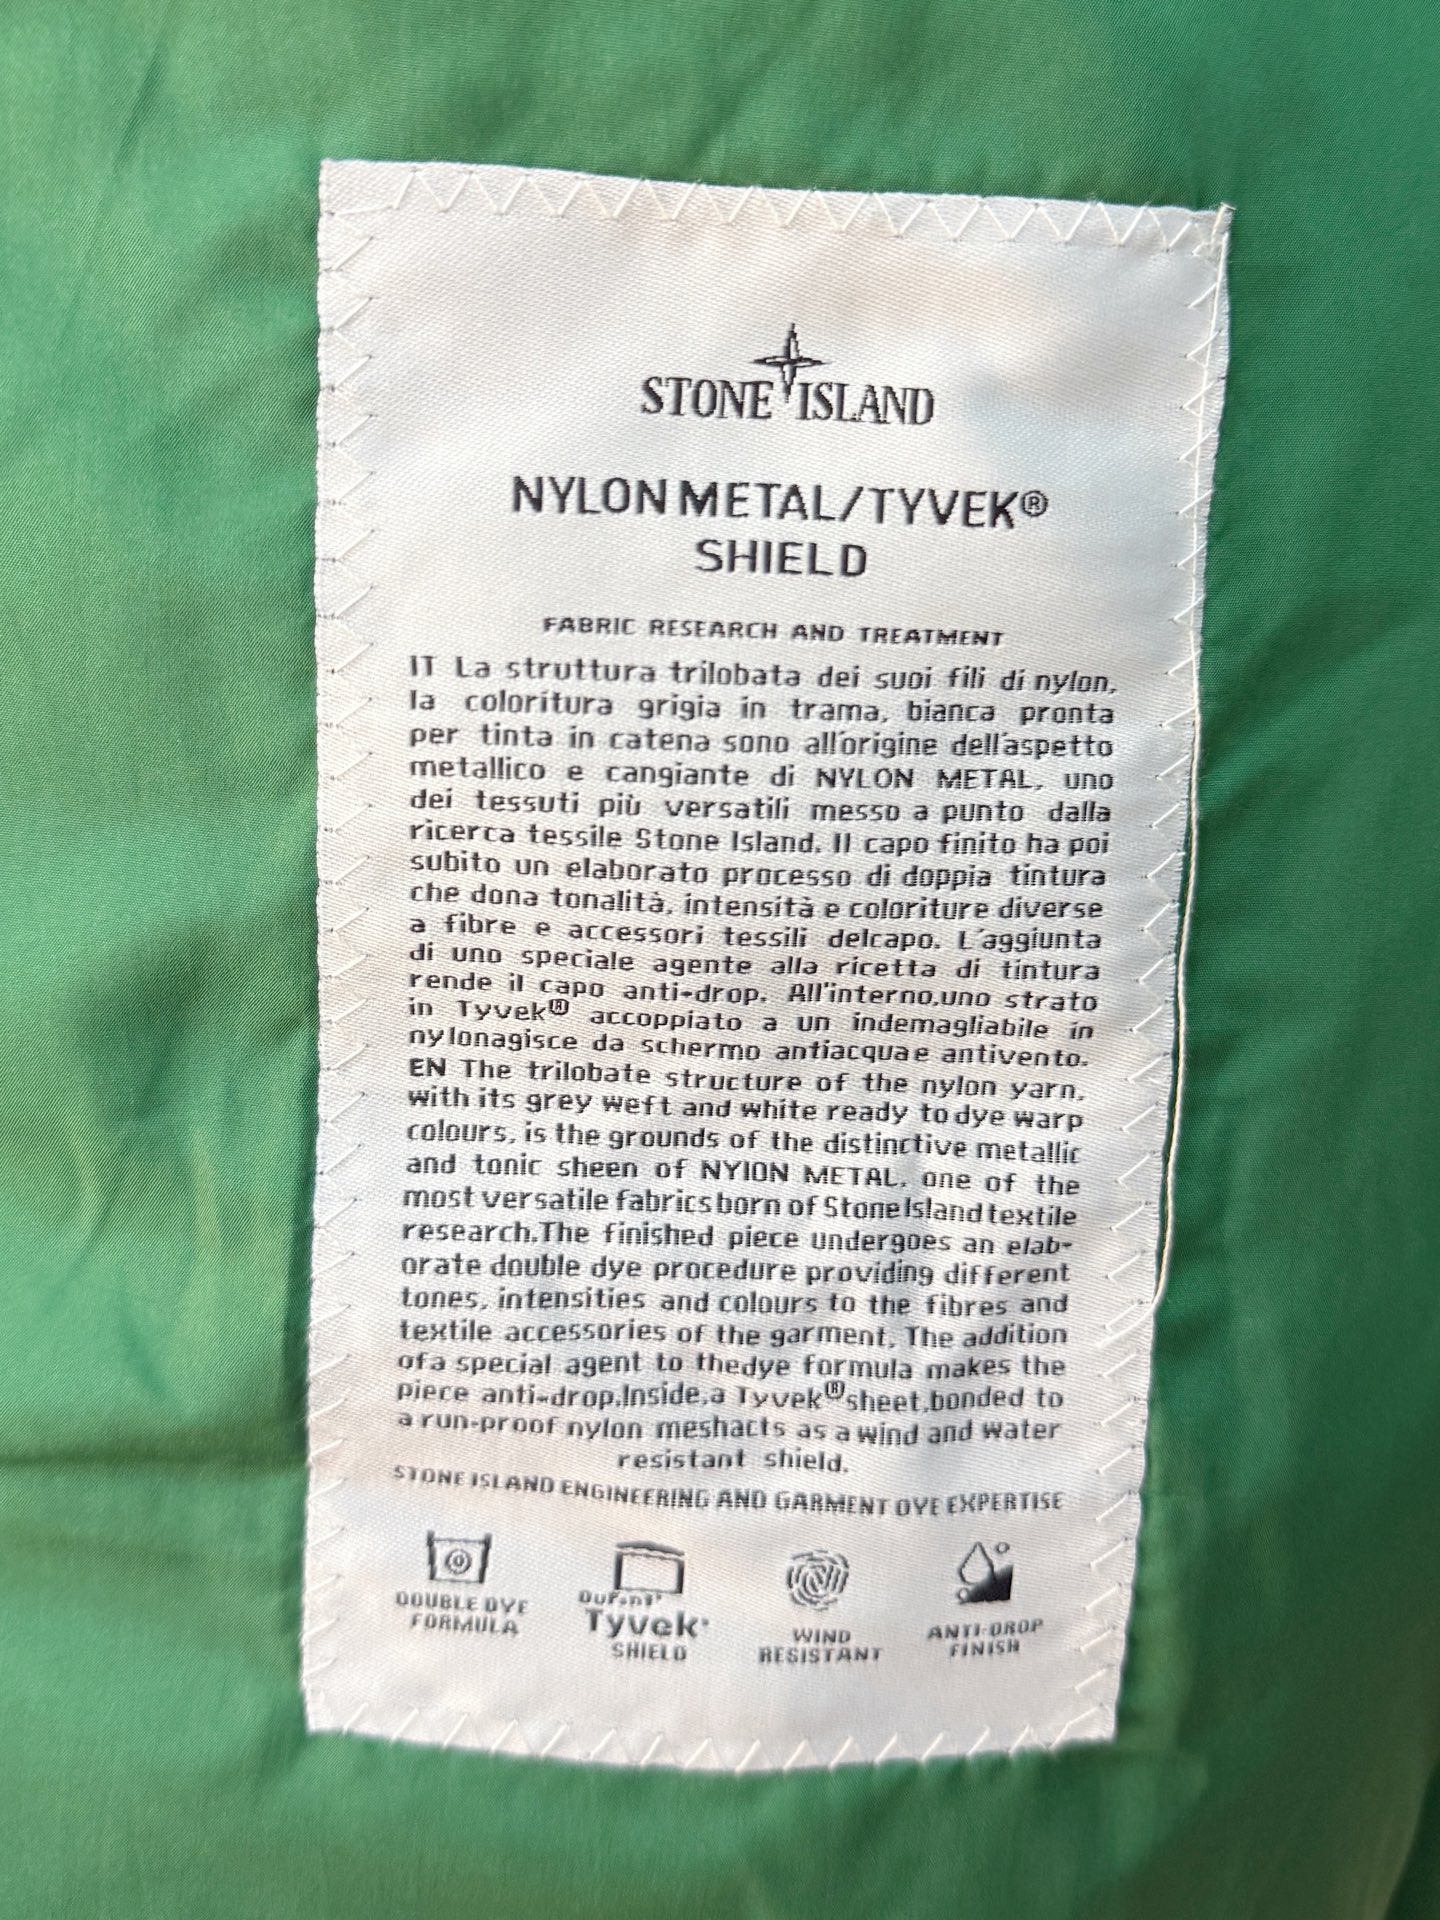 STONE ISLAND
NYLON METAL/TYVEK®
SHIELD
FABRIC RESEARCH AND TREATMENT
IT La struttura trilobata dei suoi fili di nylon,
la coloritura grigia in trama, bianca pronta
per tinta in catena sono all'origine dell'aspetto
metallico e cangiante di NYLON METAL, uno
dei tessuti più versatili messo a punto dalla
ricerca tessile Stone Island. Il capo finito ha poi
subito un elaborato processo di doppia tintura
che dona tonalità, intensità e coloriture diverse
a fibre e accessori tessili delcapo. L'aggiunta
di uno speciale agente alla ricetta di tintura
rende il capo anti-drop. All'interno,uno strato
in Tyvek® accoppiato a un indemagliabile in
nylonagisce da schermo antiacquae antivento.
EN The trilobate structure of the nylon yarn,
with its grey weft and white ready to dye warp
colours, is the grounds of the distinctive metallic
and tonic sheen of NYION METAL, one of the
most versatile fabrics born of Stone Island textile
research.The finished piece undergoes an elab-
orate double dye procedure providing different
tones, intensities and colours to the fibres and
textile accessories of the garment. The addition
ofa special agent to thedye formula makes the
piece anti-drop.Inside,a Tyvek®sheet,bonded to
a run-proof nylon meshacts as a wind and water
resistant shield.
STONE ISLAND ENGINEERING AND GARMENT DYE EXPERTISE
DOUBLE DYE
FORMULA
Tyvek
SHIELD
WIND
RESISTANT
ANTI-DROP
FINISH